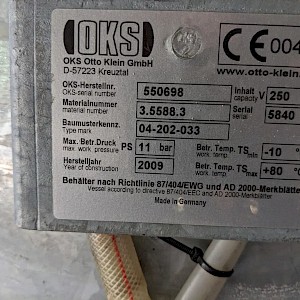 OKS
CE 004
OKS Otto Klein GmbH
D-57223 Kreuztal
www.otto-klein.
OKS-Herstellnr. 550698 Inhalt V 250
OKS-serial number capacity
Materialnummer 3.5588.3 Serial 5840
material number serial
Baumusterkennz. 04-202-033
Type mark
Max. Betr.Druck PS 11 bar Betr. Temp. TS min -10 °
max. work. pressure work. temp.
Herstelljahr 2009 Betr. Temp. TS max +80 °C
Year of construction work. temp.
Behälter nach Richtlinie 87/404/EWG und AD 2000-Merkblätte
Vessel according to directive 87/404/EEC and AD 2000-Merkblätter
Made in Germany